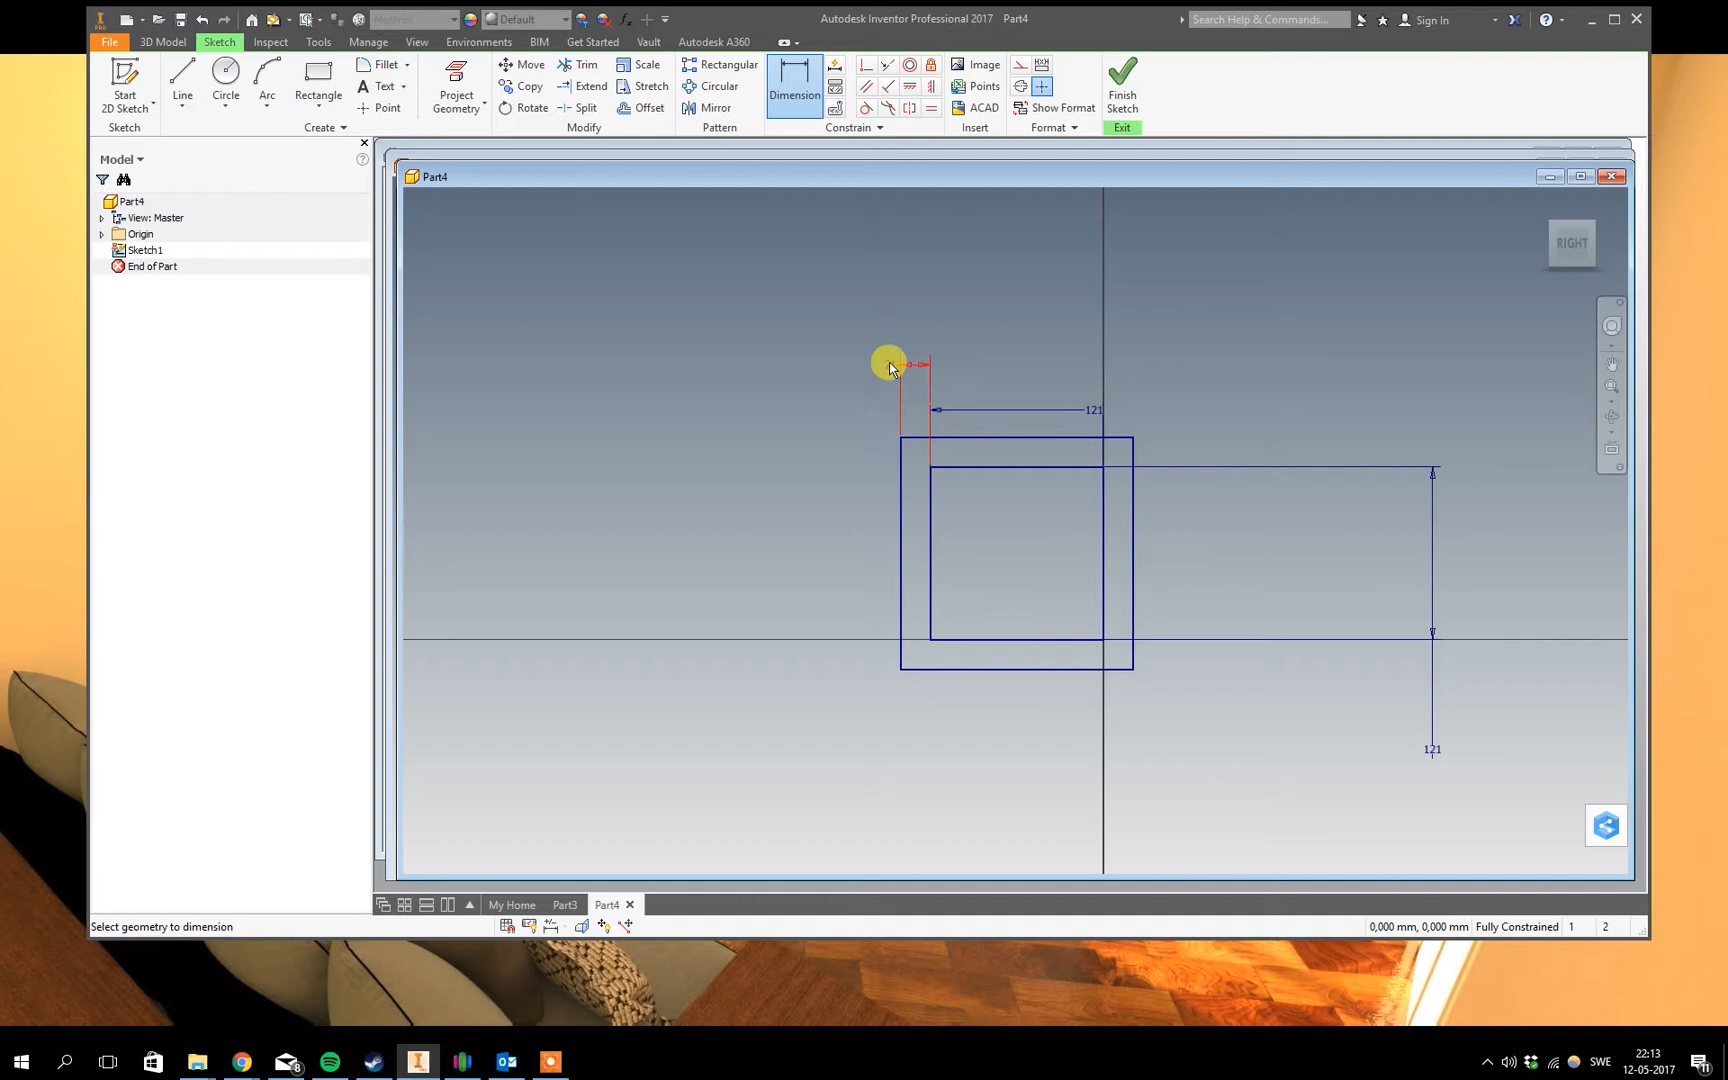 Material
Default
Autodesk Inventor Professional 2017 Part4
Search Help & Commands...
Sign In
File 3D Model Sketch Inspect Tools Manage View Environments BIM Get Started Vault Autodesk A360
Start
2D Sketch
Line Circle Arc Rectangle
Fillet
Text
Point
Project
Geometry
Move Trim Scale
Copy Extend Stretch
Rotate Split Offset
Rectangular
Circular
Mirror
Dimension
Image
Points
ACAD
Show Format
Finish
Sketch
Sketch Create Modify Pattern Constrain Insert Format Exit
Model
Part4
View: Master
Origin
Sketch1
End of Part
Part4
RIGHT
121
121
My Home Part3 Part4
Select geometry to dimension
0,000 mm, 0,000 mm Fully Constrained 1 2
8
SWE
22:13
12-05-2017
11